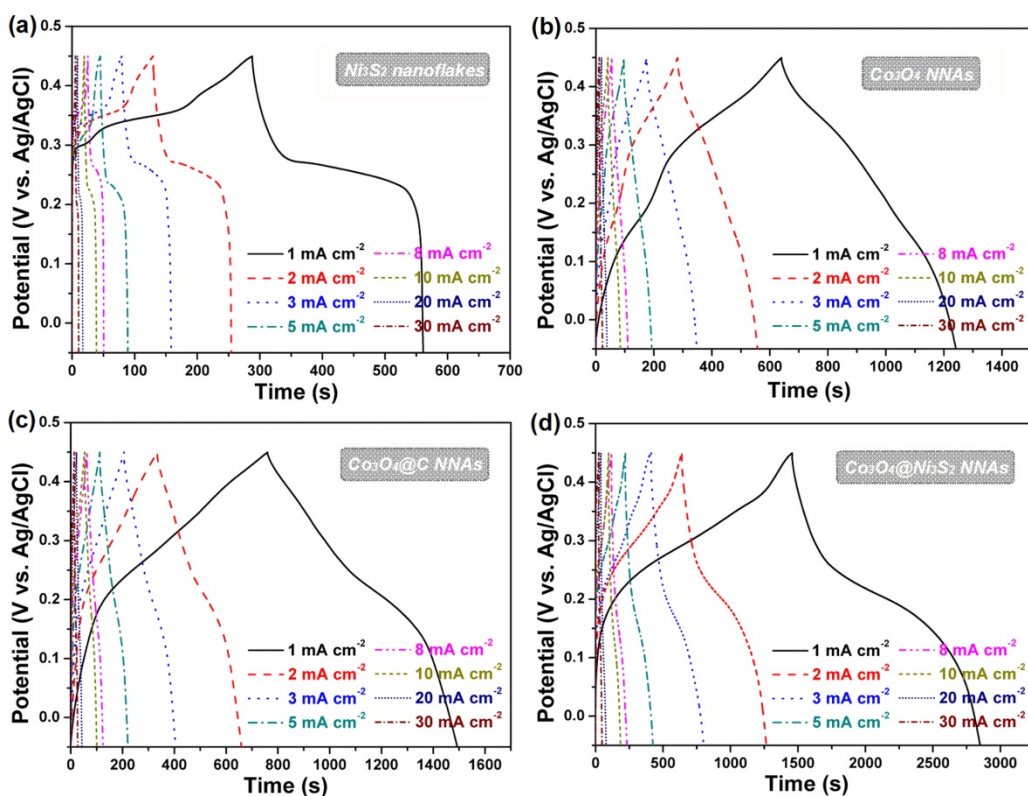 (a)
Ni3S2 nanoflakes
0.5
0.4
0.3
0.2
0.1
0.0
Potential (V vs. Ag/AgCl)
1 mA cm-2
2 mA cm-2
3 mA cm-2
5 mA cm-2
8 mA cm-2
10 mA cm-2
20 mA cm-2
30 mA cm-2
0 100 200 300 400 500 600 700
Time (s)
(b)
Co3O4 NNAs
0.5
0.4
0.3
0.2
0.1
0.0
Potential (V vs. Ag/AgCl)
1 mA cm-2
2 mA cm-2
3 mA cm-2
5 mA cm-2
8 mA cm-2
10 mA cm-2
20 mA cm-2
30 mA cm-2
0 200 400 600 800 1000 1200 1400
Time (s)
(c)
Co3O4@C NNAs
0.5
0.4
0.3
0.2
0.1
0.0
Potential (V vs. Ag/AgCl)
1 mA cm-2
2 mA cm-2
3 mA cm-2
5 mA cm-2
8 mA cm-2
10 mA cm-2
20 mA cm-2
30 mA cm-2
0 200 400 600 800 1000 1200 1400 1600
Time (s)
(d)
Co3O4@Ni3S2 NNAs
0.5
0.4
0.3
0.2
0.1
0.0
Potential (V vs. Ag/AgCl)
1 mA cm-2
2 mA cm-2
3 mA cm-2
5 mA cm-2
8 mA cm-2
10 mA cm-2
20 mA cm-2
30 mA cm-2
0 500 1000 1500 2000 2500 3000
Time (s)